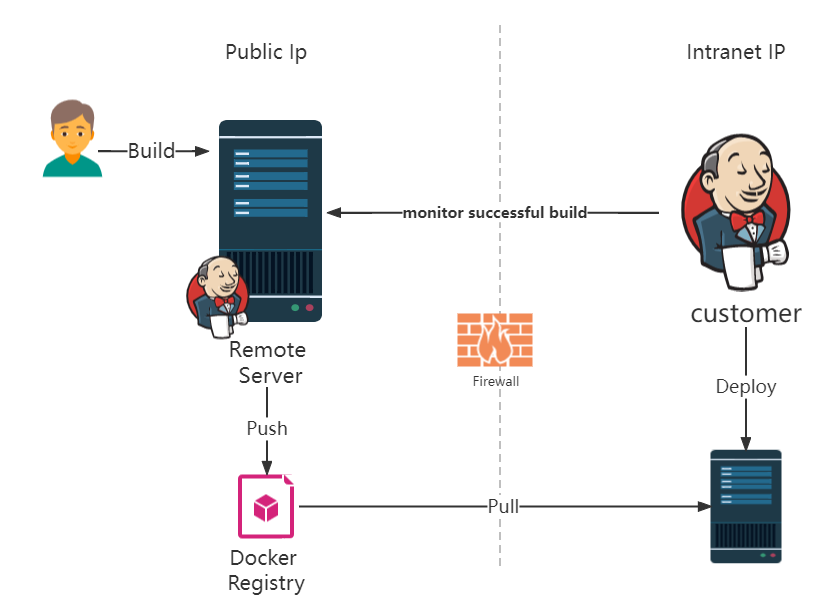 Public Ip
Intranet IP
Build
monitor successful build
customer
Remote
Server
Firewall
Deploy
Push
Pull
Docker
Registry